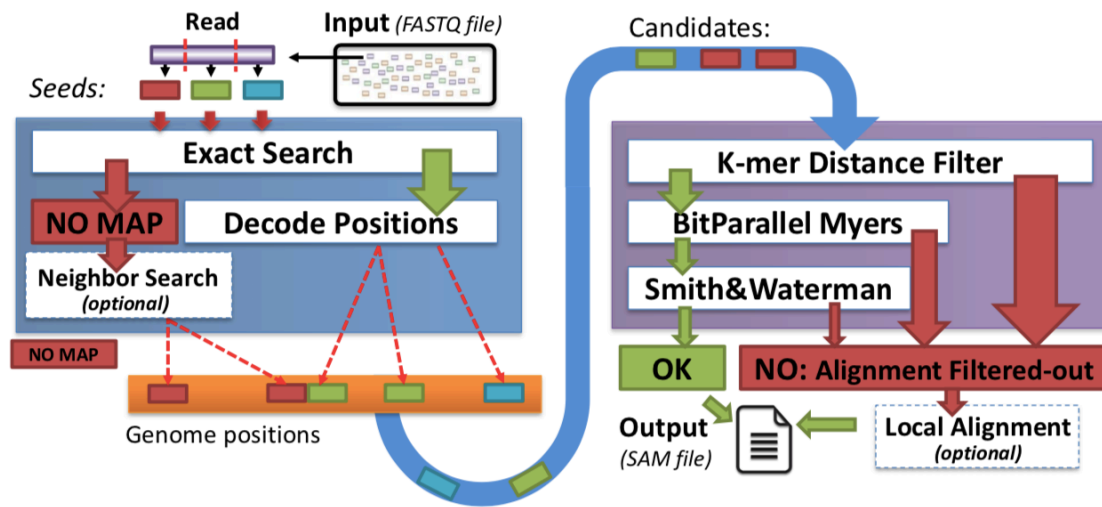 Read
Input (FASTQ file)
Seeds:
Exact Search
NO MAP
Decode Positions
Neighbor Search
(optional)
NO MAP
Genome positions
Candidates:
K-mer Distance Filter
BitParallel Myers
Smith&Waterman
OK
NO: Alignment Filtered-out
Output
(SAM file)
Local Alignment
(optional)